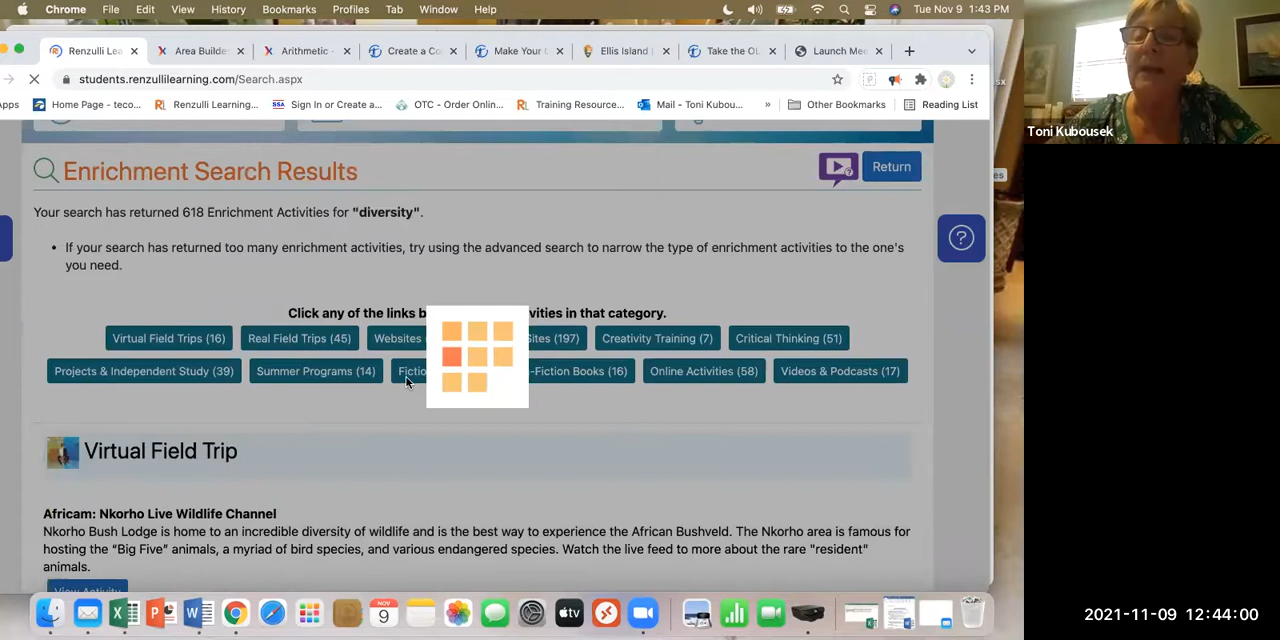 Chrome File Edit View History Bookmarks Profiles Tab Window Help Tue Nov 9 1:43 PM
Renzulli Lea Area Builder Arithmetic - Create a Co Make Your Ellis Island Take the OL Launch Mee
students.renzullilearning.com/Search.aspx
Apps Home Page - teco... Renzulli Learning... SSA Sign In or Create a... OTC - Order Onlin... Training Resource... Mail - Toni Kubou... » Other Bookmarks Reading List
Enrichment Search Results
Return
Toni Kubousek
Your search has returned 618 Enrichment Activities for "diversity".
• If your search has returned too many enrichment activities, try using the advanced search to narrow the type of enrichment activities to the one's
you need.
Click any of the links b vities in that category.
Virtual Field Trips (16) Real Field Trips (45) Websites sites (197) Creativity Training (7) Critical Thinking (51)
Projects & Independent Study (39) Summer Programs (14) Fictio -Fiction Books (16) Online Activities (58) Videos & Podcasts (17)
Virtual Field Trip
Africam: Nkorho Live Wildlife Channel
Nkorho Bush Lodge is home to an incredible diversity of wildlife and is the best way to experience the African Bushveld. The Nkorho area is famous for
hosting the "Big Five" animals, a myriad of bird species, and various endangered species. Watch the live feed to more about the rare "resident"
animals.
View Activity
NOV
9
tv
2021-11-09 12:44:00